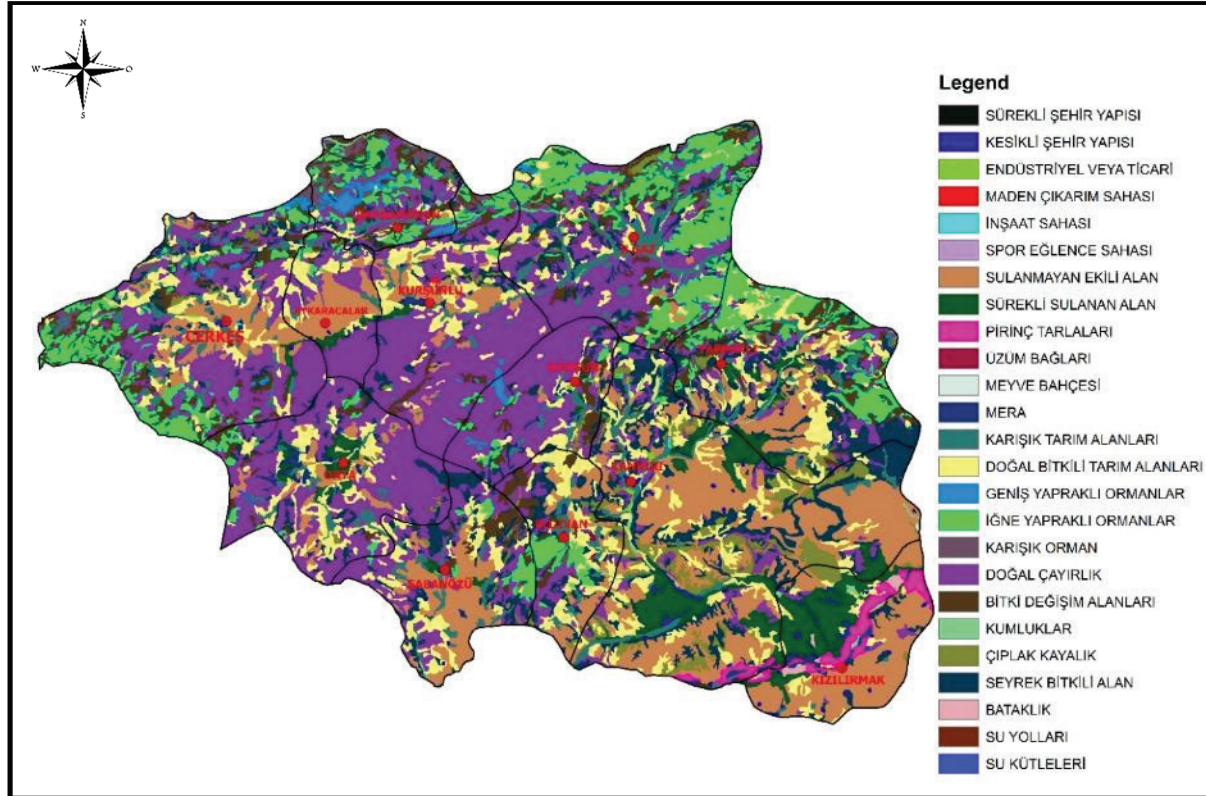 N
W
O
S
Legend
SÜREKLİ ŞEHİR YAPISI
KESİKLİ ŞEHİR YAPISI
ENDÜSTRİYEL VEYA TİCARİ
MADEN ÇIKARIM SAHASI
İNŞAAT SAHASI
SPOR EĞLENCE SAHASI
SULANMAYAN EKİLİ ALAN
SÜREKLİ SULANAN ALAN
PİRİNÇ TARLALARI
ÜZÜM BAĞLARI
MEYVE BAHÇESİ
MERA
KARIŞIK TARIM ALANLARI
DOĞAL BİTKİLİ TARIM ALANLARI
GENİŞ YAPRAKLI ORMANLAR
İĞNE YAPRAKLI ORMANLAR
KARIŞIK ORMAN
DOĞAL ÇAYIRLIK
BİTKİ DEĞİŞİM ALANLARI
KUMLUKLAR
ÇIPLAK KAYALIK
SEYREK BİTKİLİ ALAN
BATAKLIK
SU YOLLARI
SU KÜTLELERİ
KURŞUNLU
ÇERKEŞ
ŞABANÖZÜ
KIZILIRMAK